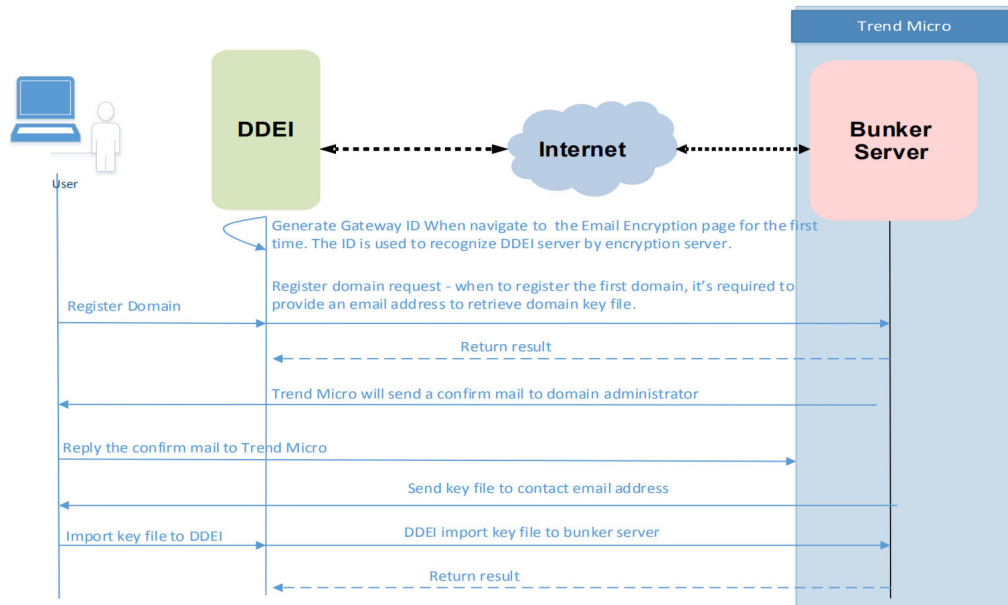 Trend Micro
DDEI
Internet
Bunker
Server
User
Generate Gateway ID When navigate to the Email Encryption page for the first
time. The ID is used to recognize DDEI server by encryption server.
Register domain request - when to register the first domain, it's required to
provide an email address to retrieve domain key file.
Register Domain
Return result
Trend Micro will send a confirm mail to domain administrator
Reply the confirm mail to Trend Micro
Send key file to contact email address
Import key file to DDEI
DDEI import key file to bunker server
Return result